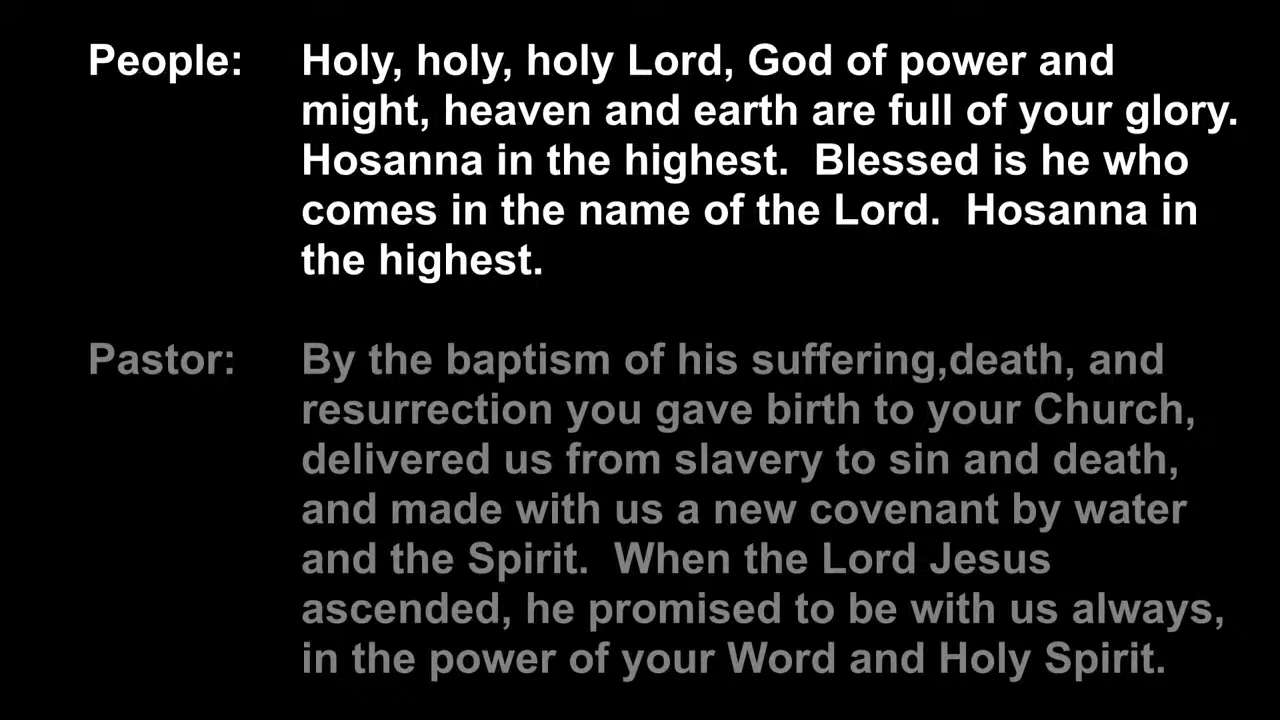 People: Holy, holy, holy Lord, God of power and
might, heaven and earth are full of your glory.
Hosanna in the highest.  Blessed is he who
comes in the name of the Lord.  Hosanna in
the highest.
Pastor: By the baptism of his suffering,death, and
resurrection you gave birth to your Church,
delivered us from slavery to sin and death,
and made with us a new covenant by water
and the Spirit.  When the Lord Jesus
ascended, he promised to be with us always,
in the power of your Word and Holy Spirit.